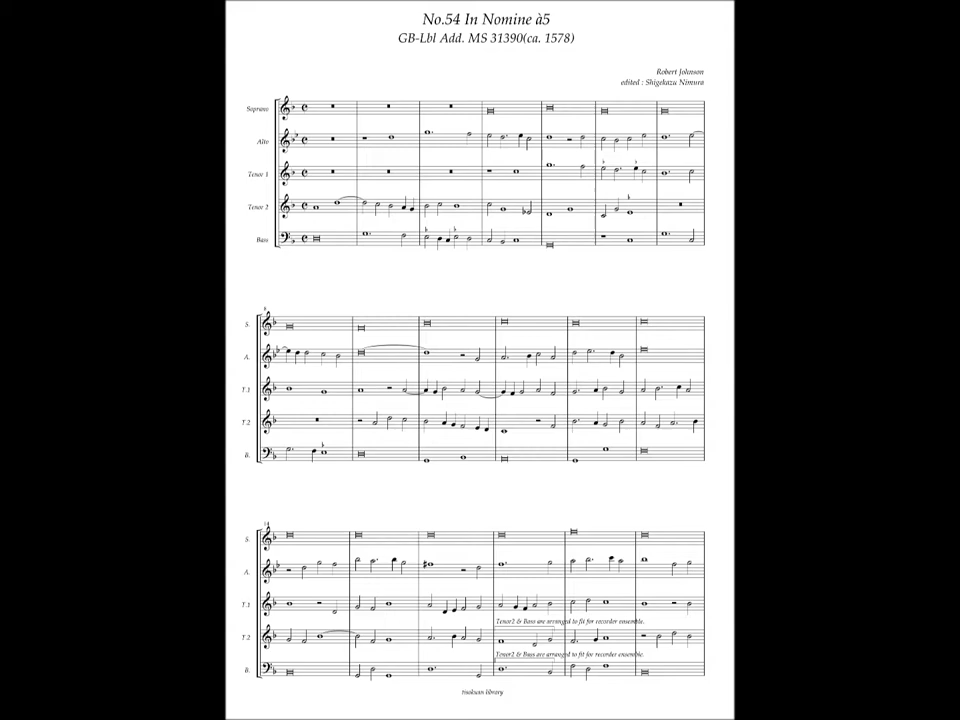 No.54 In Nomine à5
GB-Lbl Add. MS 31390(ca. 1578)
Robert Johnson
edited : Shigekazu Nimura
Soprano
Alto
Tenor 1
Tenor 2
Bass
8
S.
A.
T.1
T.2
B.
14
S.
A.
T.1
Tenor2 & Bass are arranged to fit for recorder ensemble.
T.2
Tenor2 & Bass are arranged to fit for recorder ensemble.
B.
library